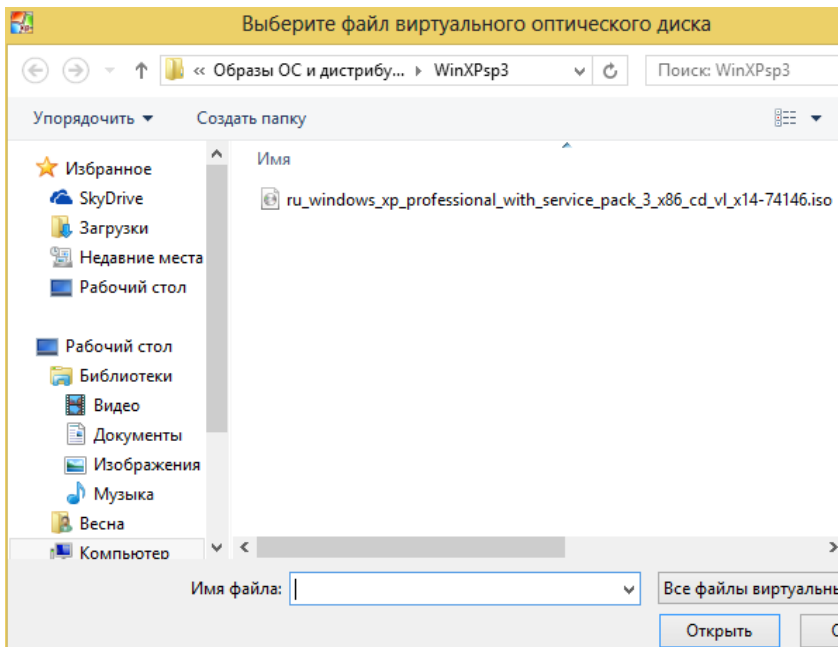 Выберите файл виртуального оптического диска
« Образы ОС и дистрибу... WinXPsp3
Поиск: WinXPsp3
Упорядочить
Создать папку
Имя
Избранное
SkyDrive
Загрузки
Недавние места
Рабочий стол
Рабочий стол
Библиотеки
Видео
Документы
Изображения
Музыка
Весна
Компьютер
ru_windows_xp_professional_with_service_pack_3_x86_cd_vl_x14-74146.iso
Имя файла:
Все файлы виртуальны
Открыть